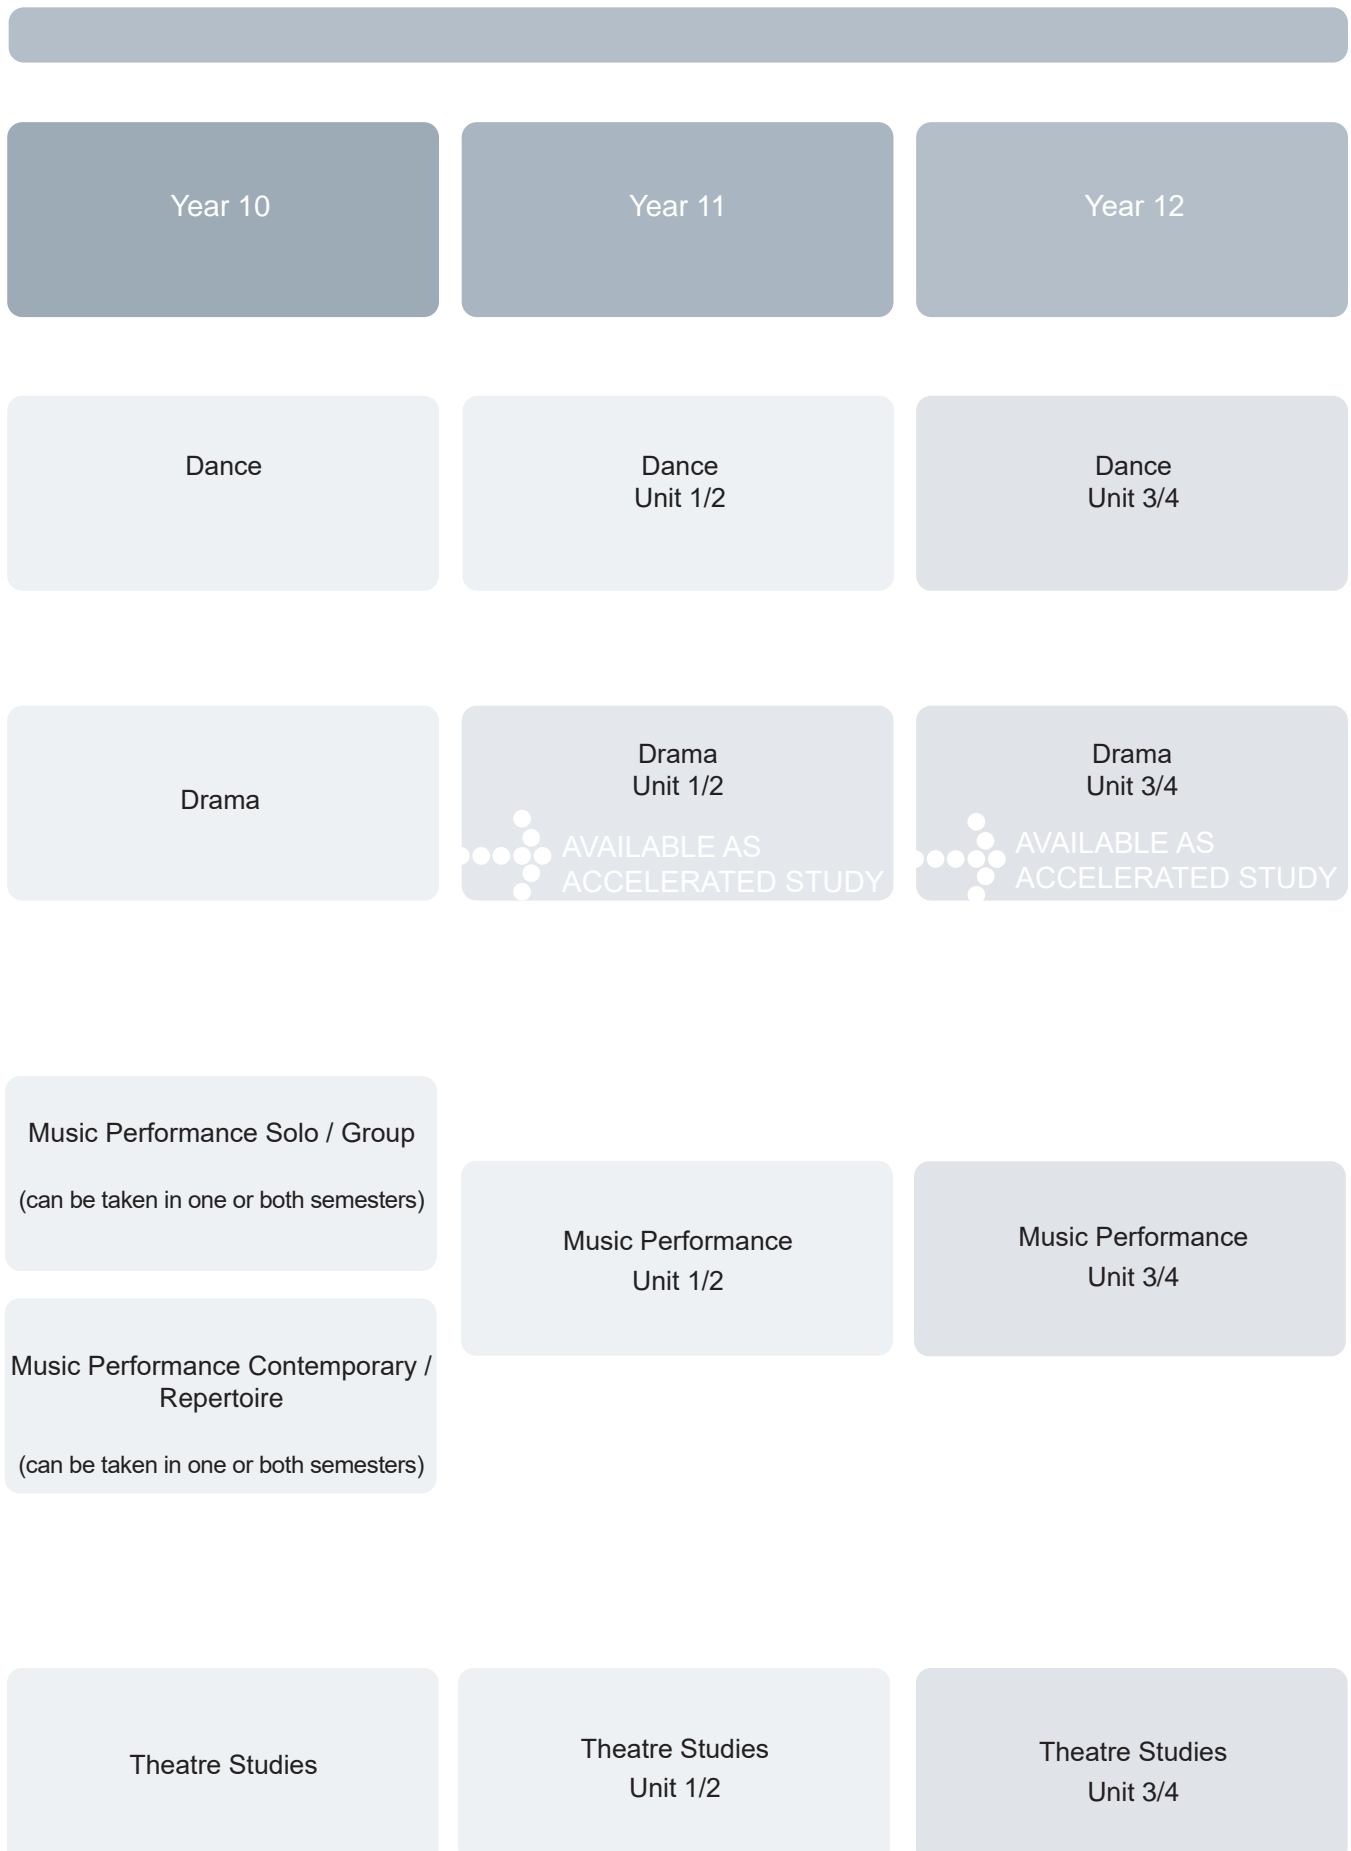 Year 10
Year 11
Year 12
Dance
Dance
Unit 1/2
Dance
Unit 3/4
Drama
Drama
Unit 1/2
AVAILABLE AS
ACCELERATED STUDY
Drama
Unit 3/4
AVAILABLE AS
ACCELERATED STUDY
Music Performance Solo / Group
(can be taken in one or both semesters)
Music Performance Contemporary /
Repertoire
(can be taken in one or both semesters)
Music Performance
Unit 1/2
Music Performance
Unit 3/4
Theatre Studies
Theatre Studies
Unit 1/2
Theatre Studies
Unit 3/4